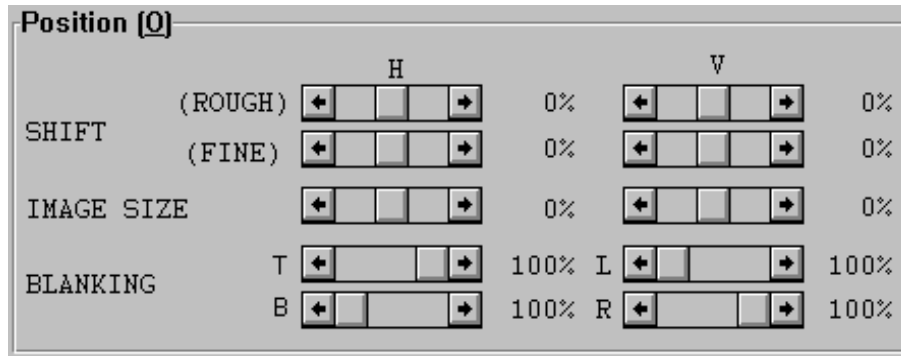 Position (O)
H V
(ROUGH) 0% 0%
SHIFT
(FINE) 0% 0%
IMAGE SIZE 0% 0%
T 100% L 100%
BLANKING
B 100% R 100%